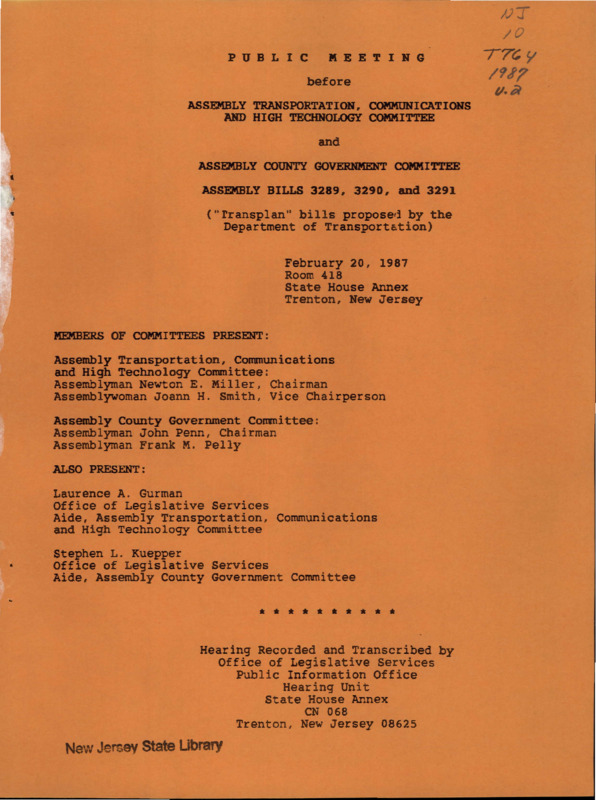 NJ
10
T764
1987
v.2
PUBLIC MEETING
before
ASSEMBLY TRANSPORTATION, COMMUNICATIONS
AND HIGH TECHNOLOGY COMMITTEE
and
ASSEMBLY COUNTY GOVERNMENT COMMITTEE
ASSEMBLY BILLS 3289, 3290, and 3291
("Transplan" bills proposed by the
Department of Transportation)
February 20, 1987
Room 418
State House Annex
Trenton, New Jersey
MEMBERS OF COMMITTEES PRESENT:
Assembly Transportation, Communications
and High Technology Committee:
Assemblyman Newton E. Miller, Chairman
Assemblywoman Joann H. Smith, Vice Chairperson
Assembly County Government Committee:
Assemblyman John Penn, Chairman
Assemblyman Frank M. Pelly
ALSO PRESENT:
Laurence A. Gurman
Office of Legislative Services
Aide, Assembly Transportation, Communications
and High Technology Committee
Stephen L. Kuepper
Office of Legislative Services
Aide, Assembly County Government Committee
* * * * * * * * * *
Hearing Recorded and Transcribed by
Office of Legislative Services
Public Information Office
Hearing Unit
State House Annex
CN 068
Trenton, New Jersey 08625
New Jersey State Library